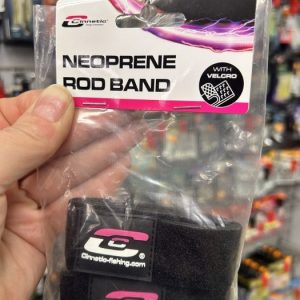 Cinnetic®
NEOPRENE
ROD BAND
WITH
VELCRO
®
Cinnetic-fishing.com